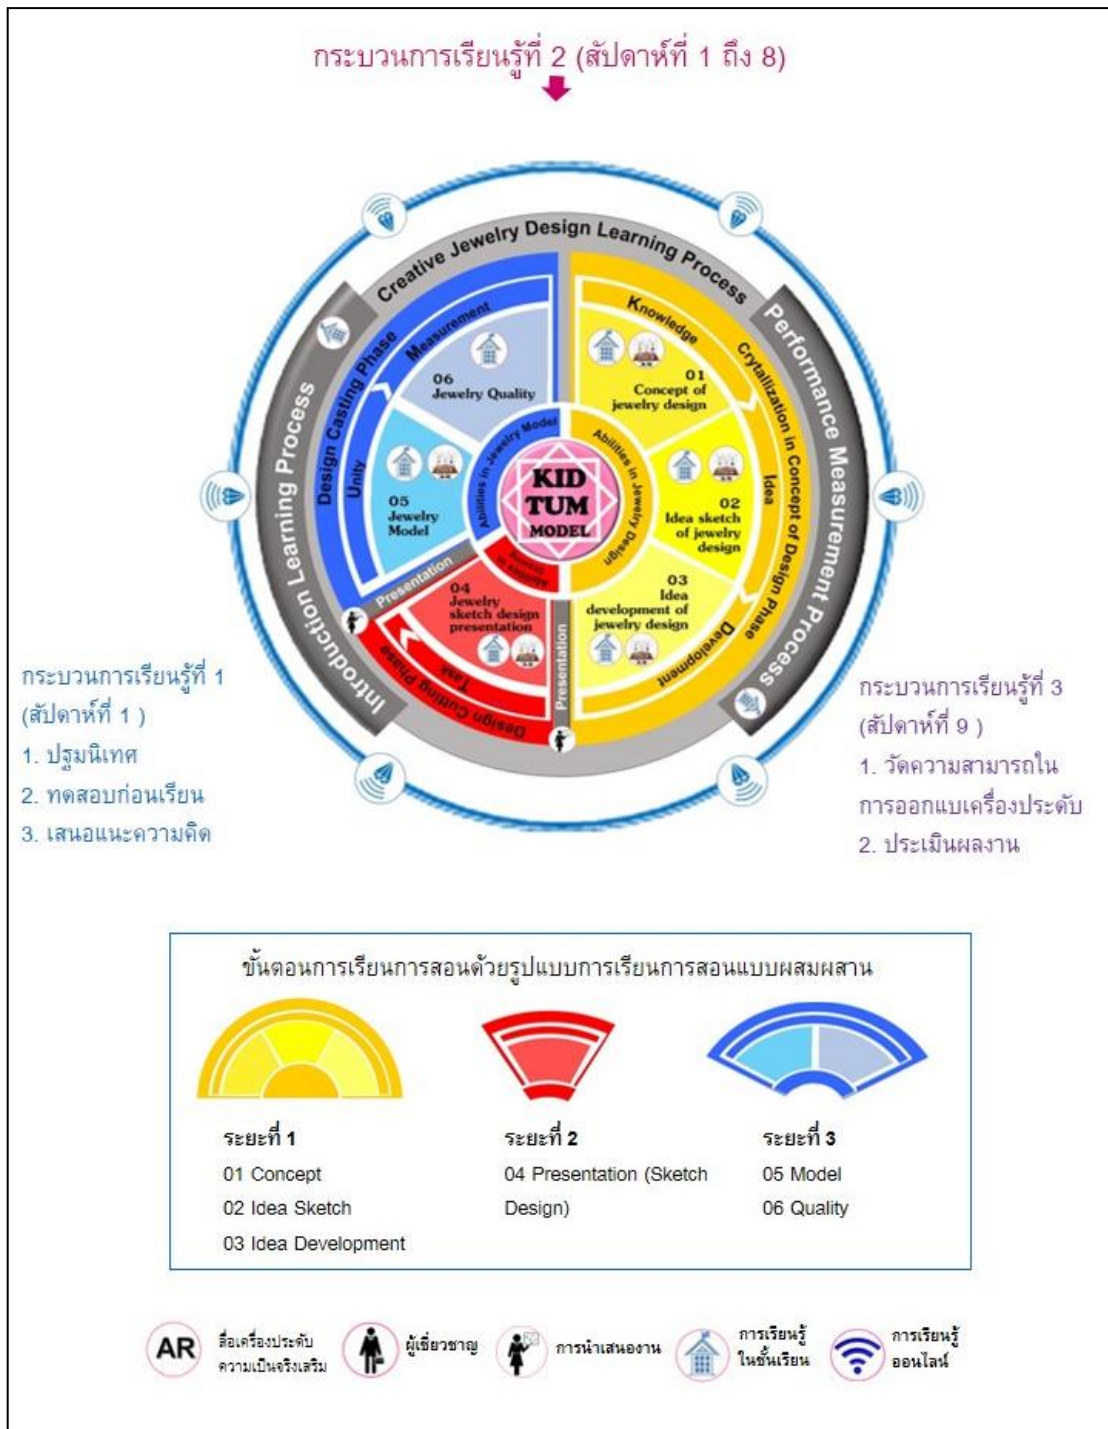 กระบวนการเรียนรู้ที่ 2 (สัปดาห์ที่ 1 ถึง 8)
Creative Jewelry Design Learning Process
Introduction Learning Process
Performance Measurement Process
Design Casting Phase
Measurement
Unity
Knowledge
Crytallization in Concept of Design Phase
Idea
Development
06
Jewelry Quality
01
Concept of
jewelry design
Abilities in Jewelry Model
Abilities in Jewelry Design
KID
TUM
MODEL
05
Jewelry
Model
02
Idea sketch
of jewelry
design
Presentation
04
Jewelry
sketch design
presentation
03
Idea
development of
jewelry design
Presentation
Task
Design Cutting Phase
กระบวนการเรียนรู้ที่ 1
(สัปดาห์ที่ 1 )
1. ปฐมนิเทศ
2. ทดสอบก่อนเรียน
3. เสนอแนะความคิด
กระบวนการเรียนรู้ที่ 3
(สัปดาห์ที่ 9 )
1. วัดความสามารถใน
การออกแบเครื่องประดับ
2. ประเมินผลงาน
ขั้นตอนการเรียนการสอนด้วยรูปแบบการเรียนการสอนแบบผสมผสาน
ระยะที่ 1
01 Concept
02 Idea Sketch
03 Idea Development
ระยะที่ 2
04 Presentation (Sketch
Design)
ระยะที่ 3
05 Model
06 Quality
AR
สื่อเครื่องประดับ
ความเป็นจริงเสริม
ผู้เชี่ยวชาญ
การนำเสนองาน
การเรียนรู้
ในชั้นเรียน
การเรียนรู้
ออนไลน์